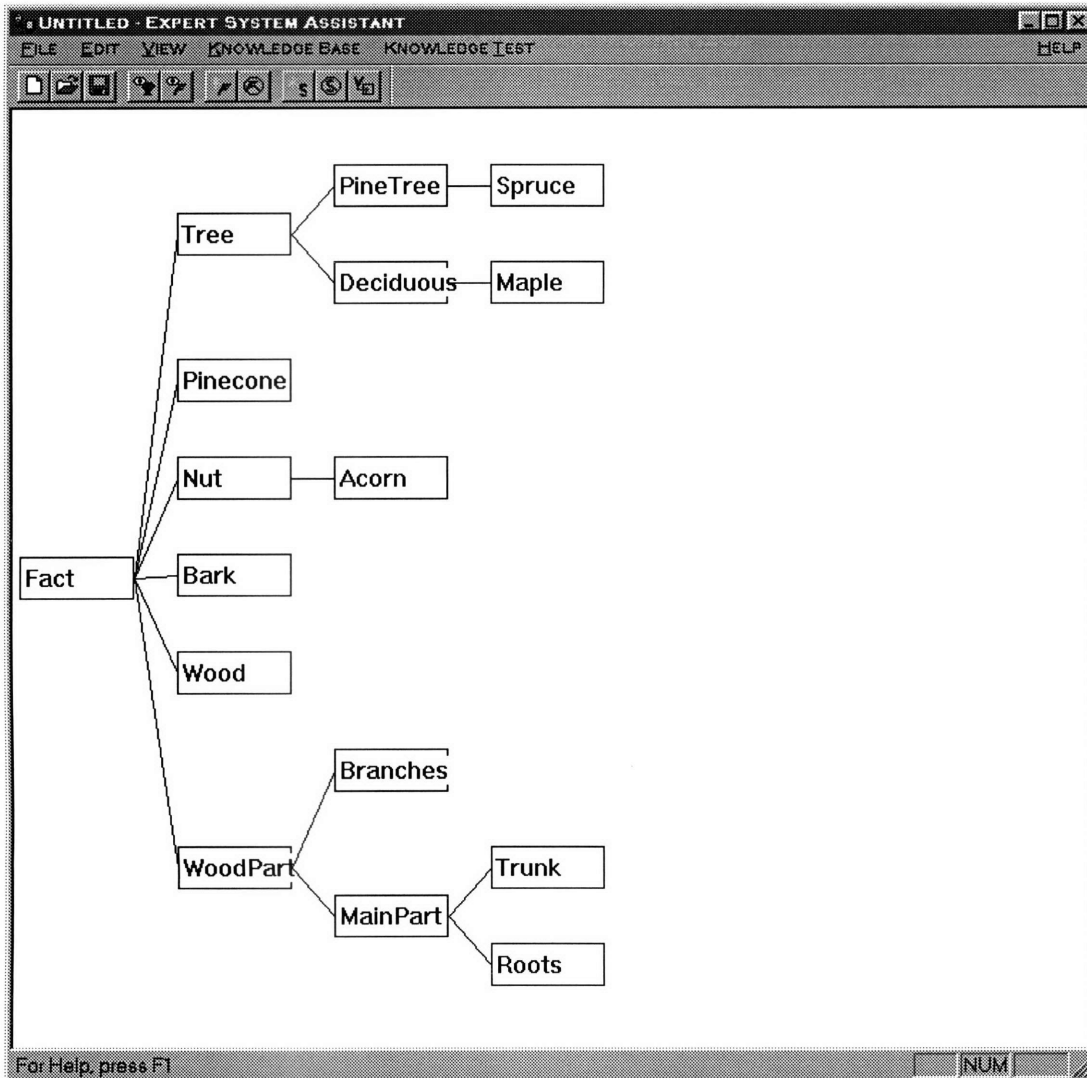 UNTITLED - EXPERT SYSTEM ASSISTANT
FILE EDIT VIEW KNOWLEDGE BASE KNOWLEDGE TEST HELP
PineTree Spruce
Tree
Deciduous Maple
Pinecone
Nut Acorn
Fact
Bark
Wood
Branches
WoodPart
Trunk
MainPart
Roots
For Help, press F1 NUM